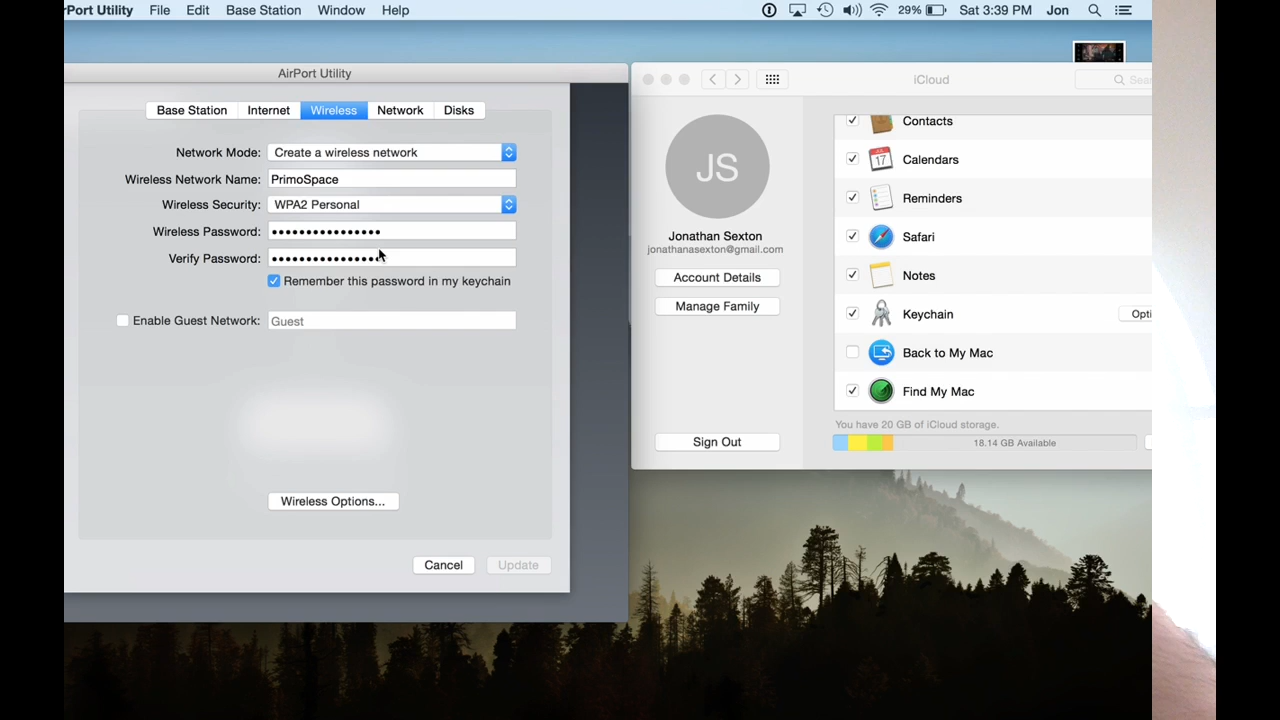 rPort Utility File Edit Base Station Window Help 29% Sat 3:39 PM Jon
AirPort Utility
Base Station Internet Wireless Network Disks
Network Mode: Create a wireless network
Wireless Network Name: PrimoSpace
Wireless Security: WPA2 Personal
Wireless Password: ••••••••••••••••
Verify Password: ••••••••••••••••
Remember this password in my keychain
Enable Guest Network: Guest
Wireless Options...
Cancel Update
iCloud
Sear
JS
Jonathan Sexton
jonathanasexton@gmail.com
Account Details
Manage Family
Sign Out
Contacts
JUL
17
Calendars
Reminders
Safari
Notes
Keychain
Opti
Back to My Mac
Find My Mac
You have 20 GB of iCloud storage.
18.14 GB Available